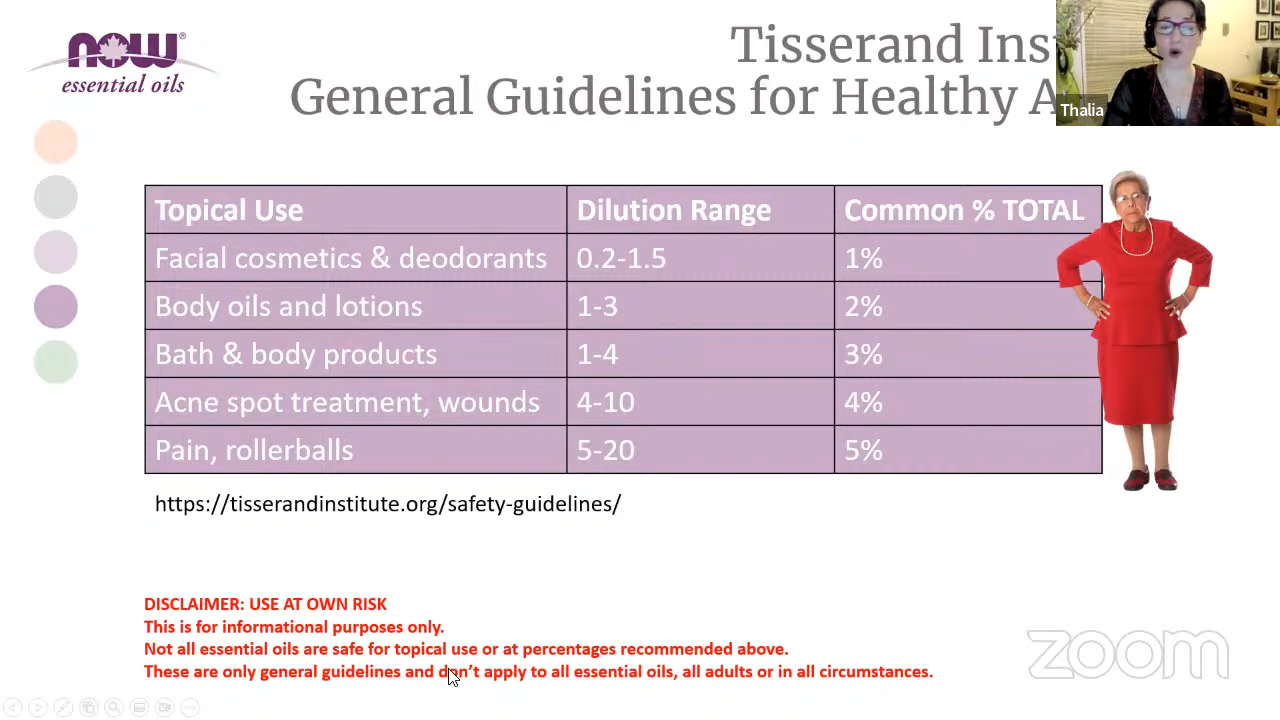 now®
essential oils
Tisserand
General Guidelines for Healthy
Thalia
Topical Use Dilution Range Common % TOTAL
Facial cosmetics & deodorants 0.2-1.5 1%
Body oils and lotions 1-3 2%
Bath & body products 1-4 3%
Acne spot treatment, wounds 4-10 4%
Pain, rollerballs 5-20 5%
https://tisserandinstitute.org/safety-guidelines/
DISCLAIMER: USE AT OWN RISK
This is for informational purposes only.
Not all essential oils are safe for topical use or at percentages recommended above.
These are only general guidelines and don't apply to all essential oils, all adults or in all circumstances.
zoom